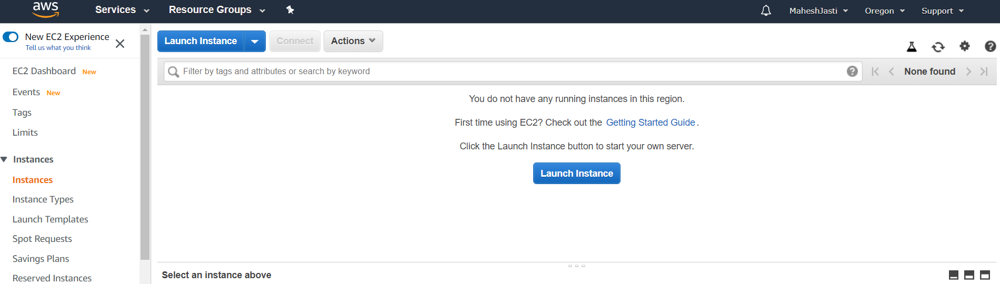 aws
Services
Resource Groups
MaheshJasti
Oregon
Support
New EC2 Experience
Tell us what you think
EC2 Dashboard New
Events New
Tags
Limits
Instances
Instances
Instance Types
Launch Templates
Spot Requests
Savings Plans
Reserved Instances
Launch Instance
Connect
Actions
Filter by tags and attributes or search by keyword
None found
You do not have any running instances in this region.
First time using EC2? Check out the Getting Started Guide.
Click the Launch Instance button to start your own server.
Launch Instance
Select an instance above